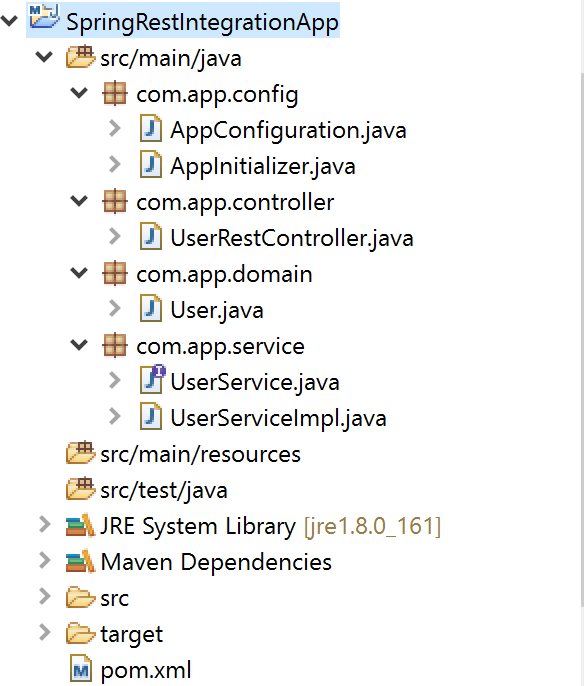 SpringRestIntegrationApp
src/main/java
com.app.config
AppConfiguration.java
AppInitializer.java
com.app.controller
UserRestController.java
com.app.domain
User.java
com.app.service
UserService.java
UserServiceImpl.java
src/main/resources
src/test/java
JRE System Library [jre1.8.0_161]
Maven Dependencies
src
target
pom.xml